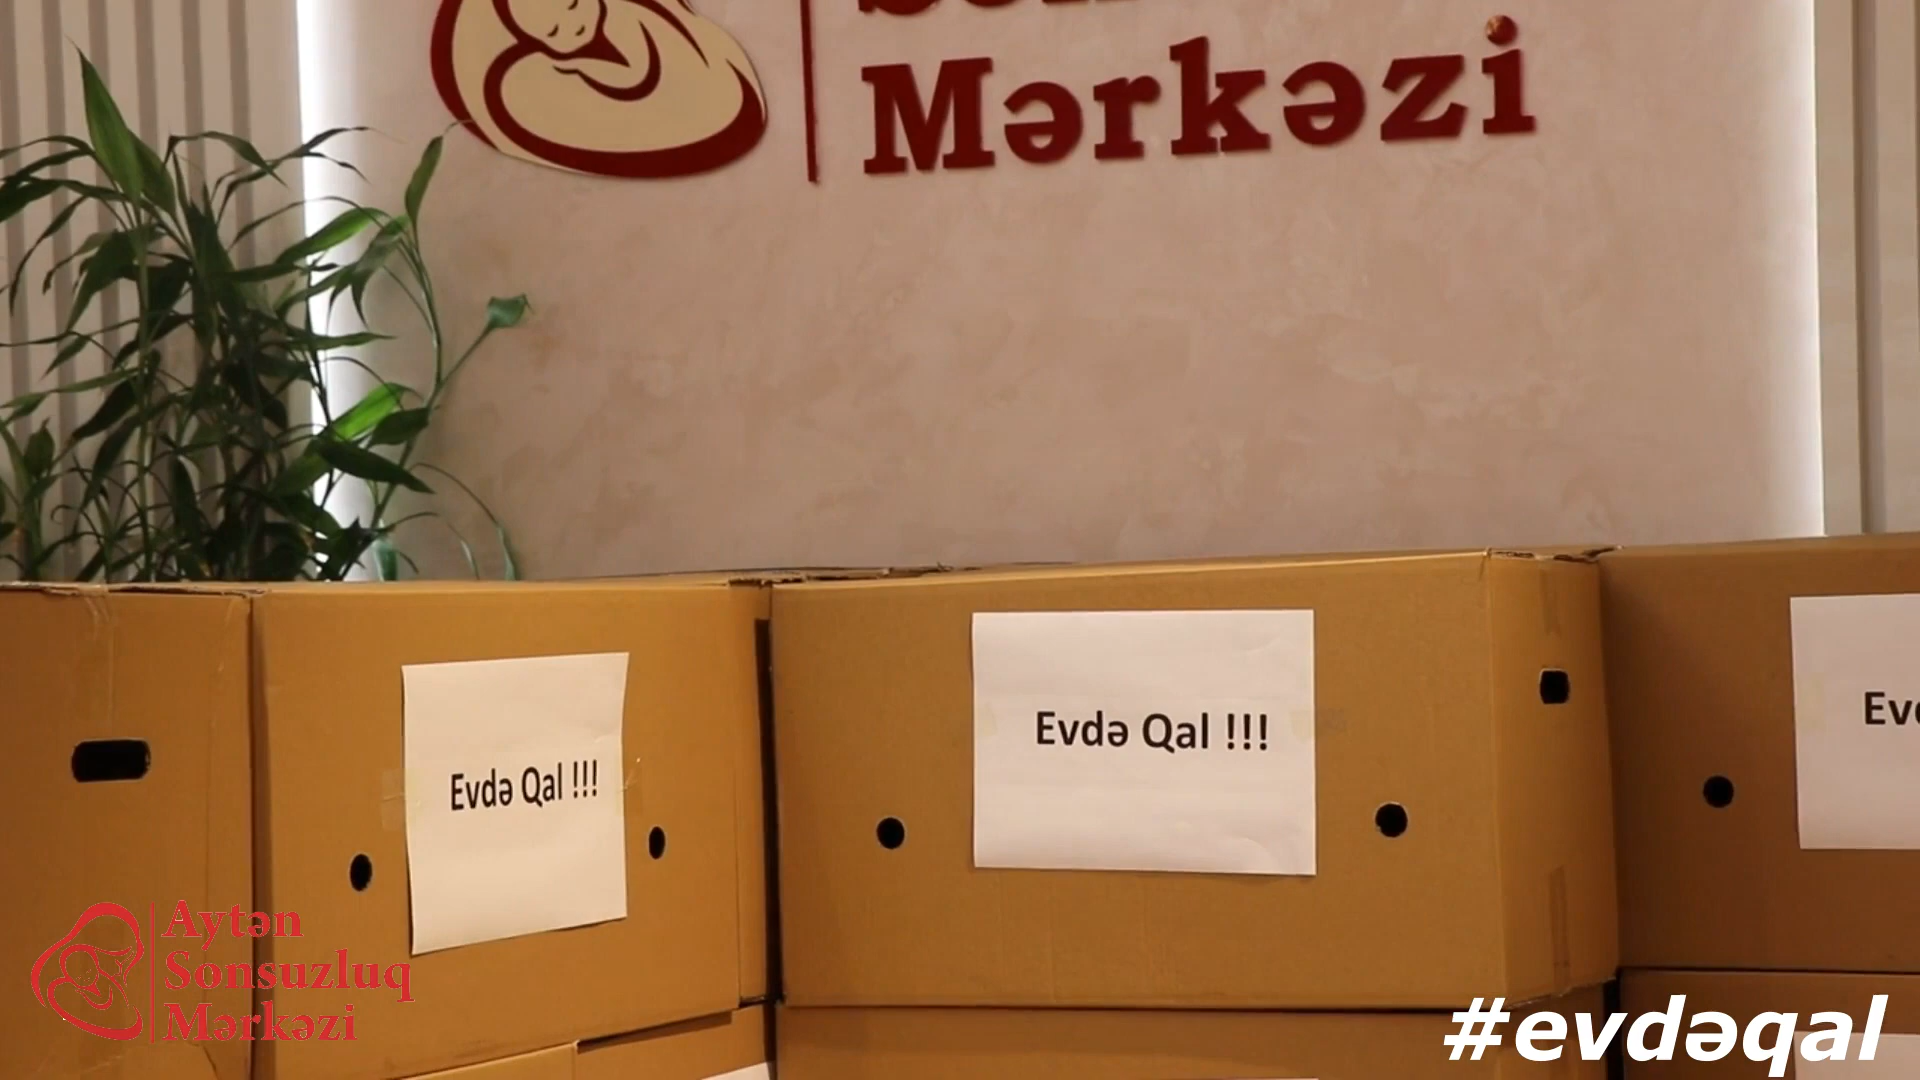 Mərkəzi
Evdə Qal !!!
Evdə Qal !!!
Aytən
Sonsuzluq
Mərkəzi
#evdəqal